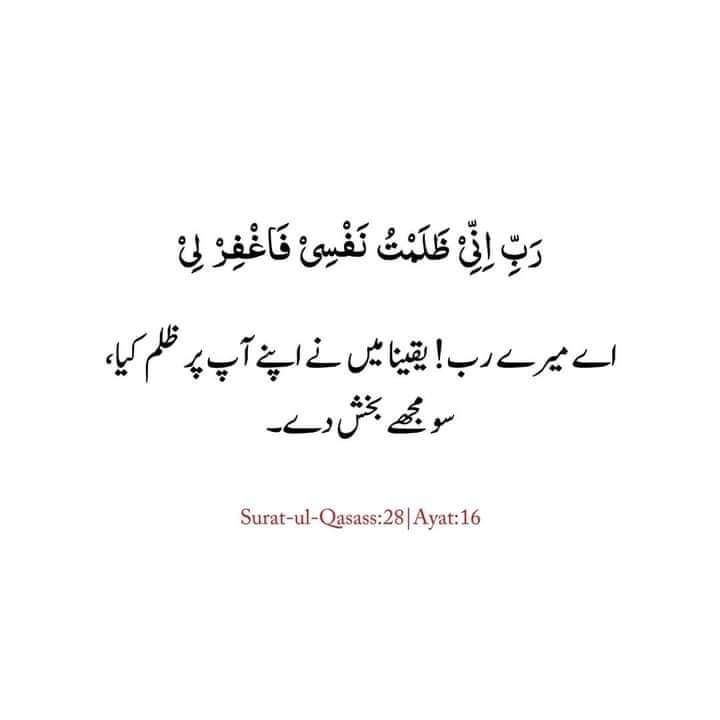 رَبِّ اِنِّیْ ظَلَمْتُ نَفْسِیْ فَاغْفِرْ لِیْ
اے میرے رب! یقینا میں نے اپنے آپ پر ظلم کیا،
سو مجھے بخش دے۔
Surat-ul-Qasass:28|Ayat:16